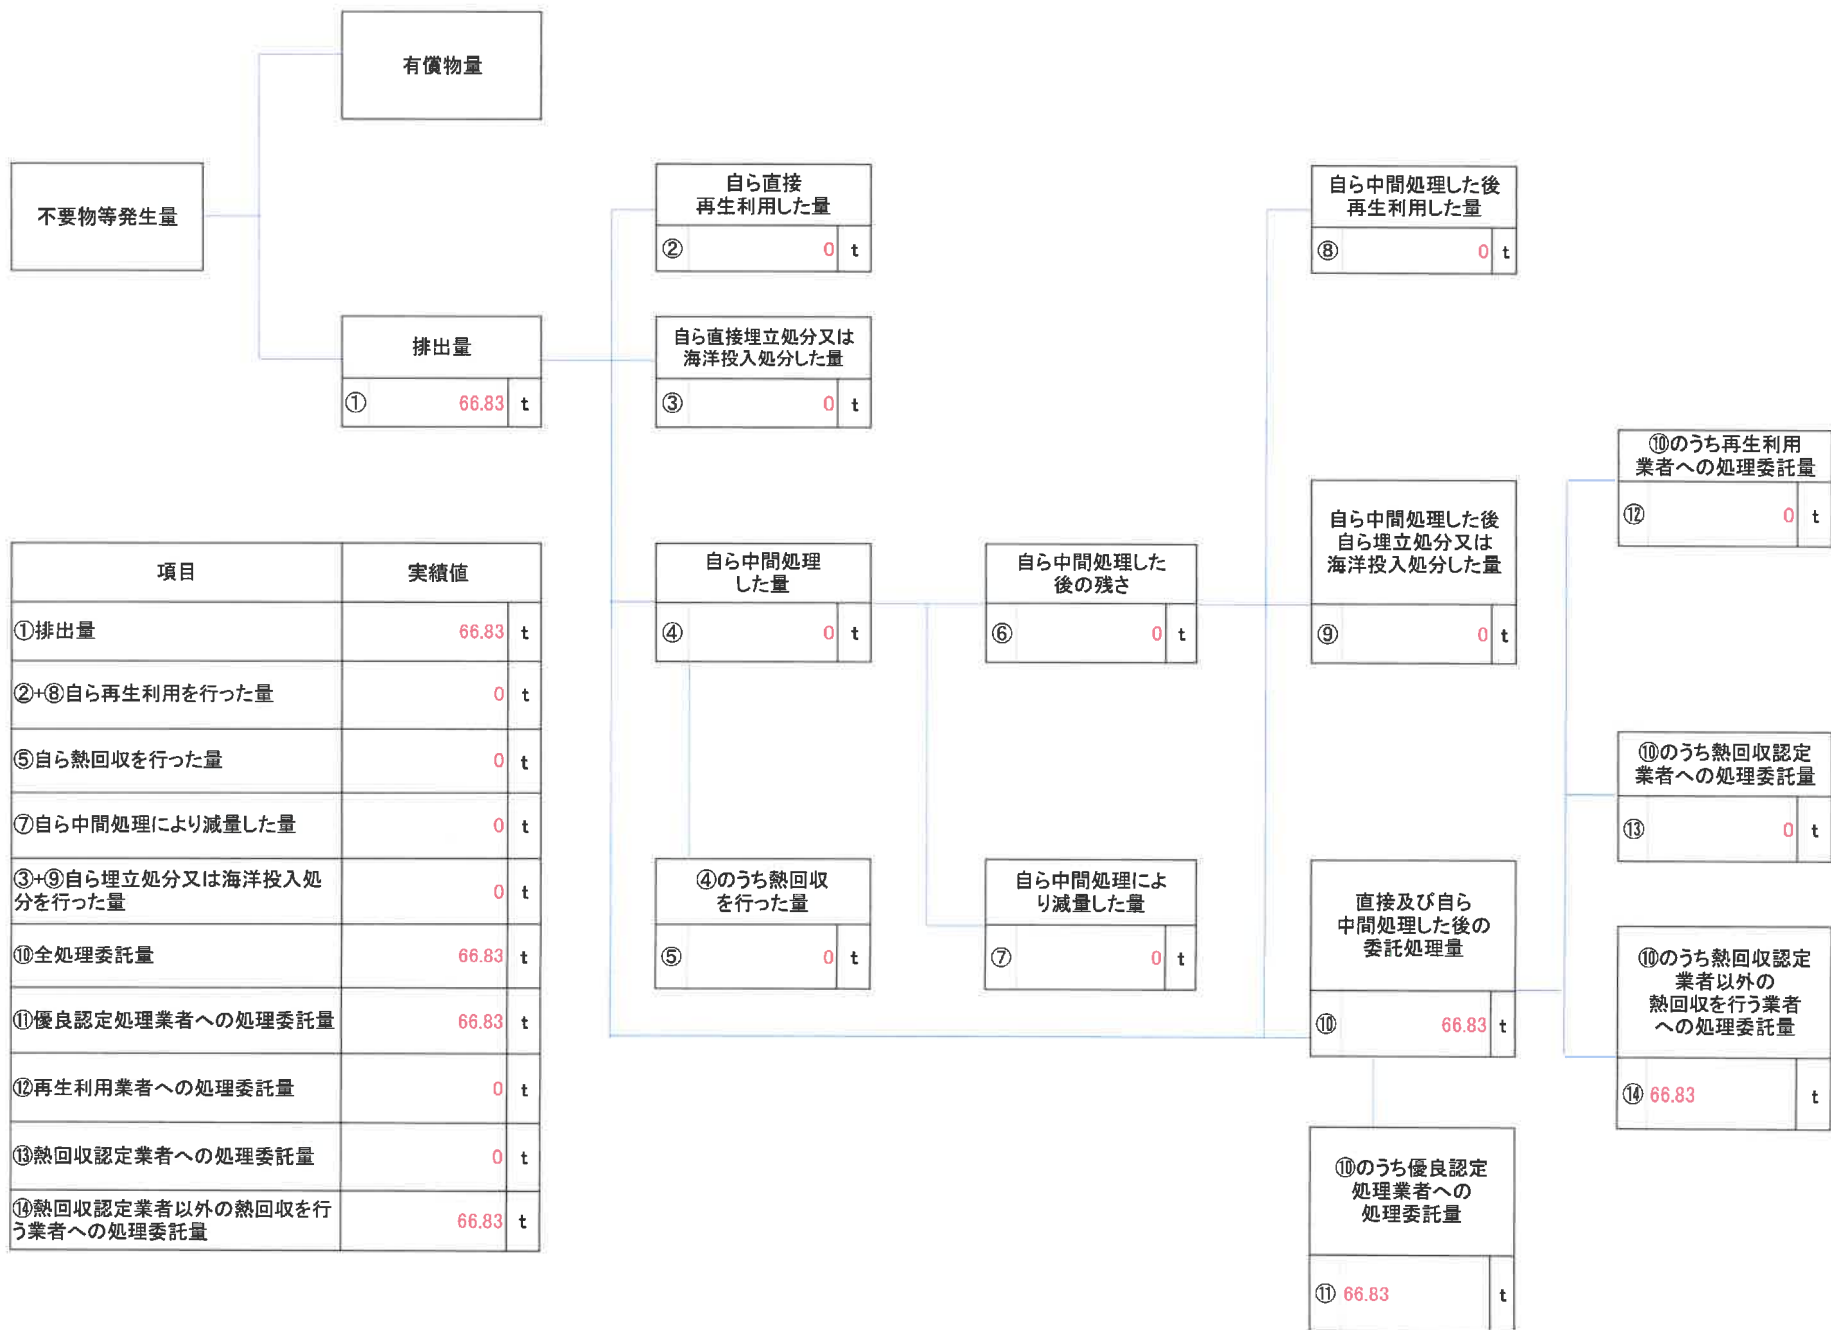 有償物量
不要物等発生量
排出量
① 66.83 t
自ら直接
再生利用した量
② 0 t
自ら直接埋立処分又は
海洋投入処分した量
③ 0 t
自ら中間処理
した量
④ 0 t
④のうち熱回収
を行った量
⑤ 0 t
自ら中間処理した
後の残さ
⑥ 0 t
自ら中間処理によ
り減量した量
⑦ 0 t
自ら中間処理した後
再生利用した量
⑧ 0 t
自ら中間処理した後
自ら埋立処分又は
海洋投入処分した量
⑨ 0 t
直接及び自ら
中間処理した後の
委託処理量
⑩ 66.83 t
⑩のうち優良認定
処理業者への
処理委託量
⑪ 66.83 t
⑩のうち再生利用
業者への処理委託量
⑫ 0 t
⑩のうち熱回収認定
業者への処理委託量
⑬ 0 t
⑩のうち熱回収認定
業者以外の
熱回収を行う業者
への処理委託量
⑭ 66.83 t
項目 実績値
①排出量 66.83 t
②+⑧自ら再生利用を行った量 0 t
⑤自ら熱回収を行った量 0 t
⑦自ら中間処理により減量した量 0 t
③+⑨自ら埋立処分又は海洋投入処
分を行った量 0 t
⑩全処理委託量 66.83 t
⑪優良認定処理業者への処理委託量 66.83 t
⑫再生利用業者への処理委託量 0 t
⑬熱回収認定業者への処理委託量 0 t
⑭熱回収認定業者以外の熱回収を行
う業者への処理委託量 66.83 t